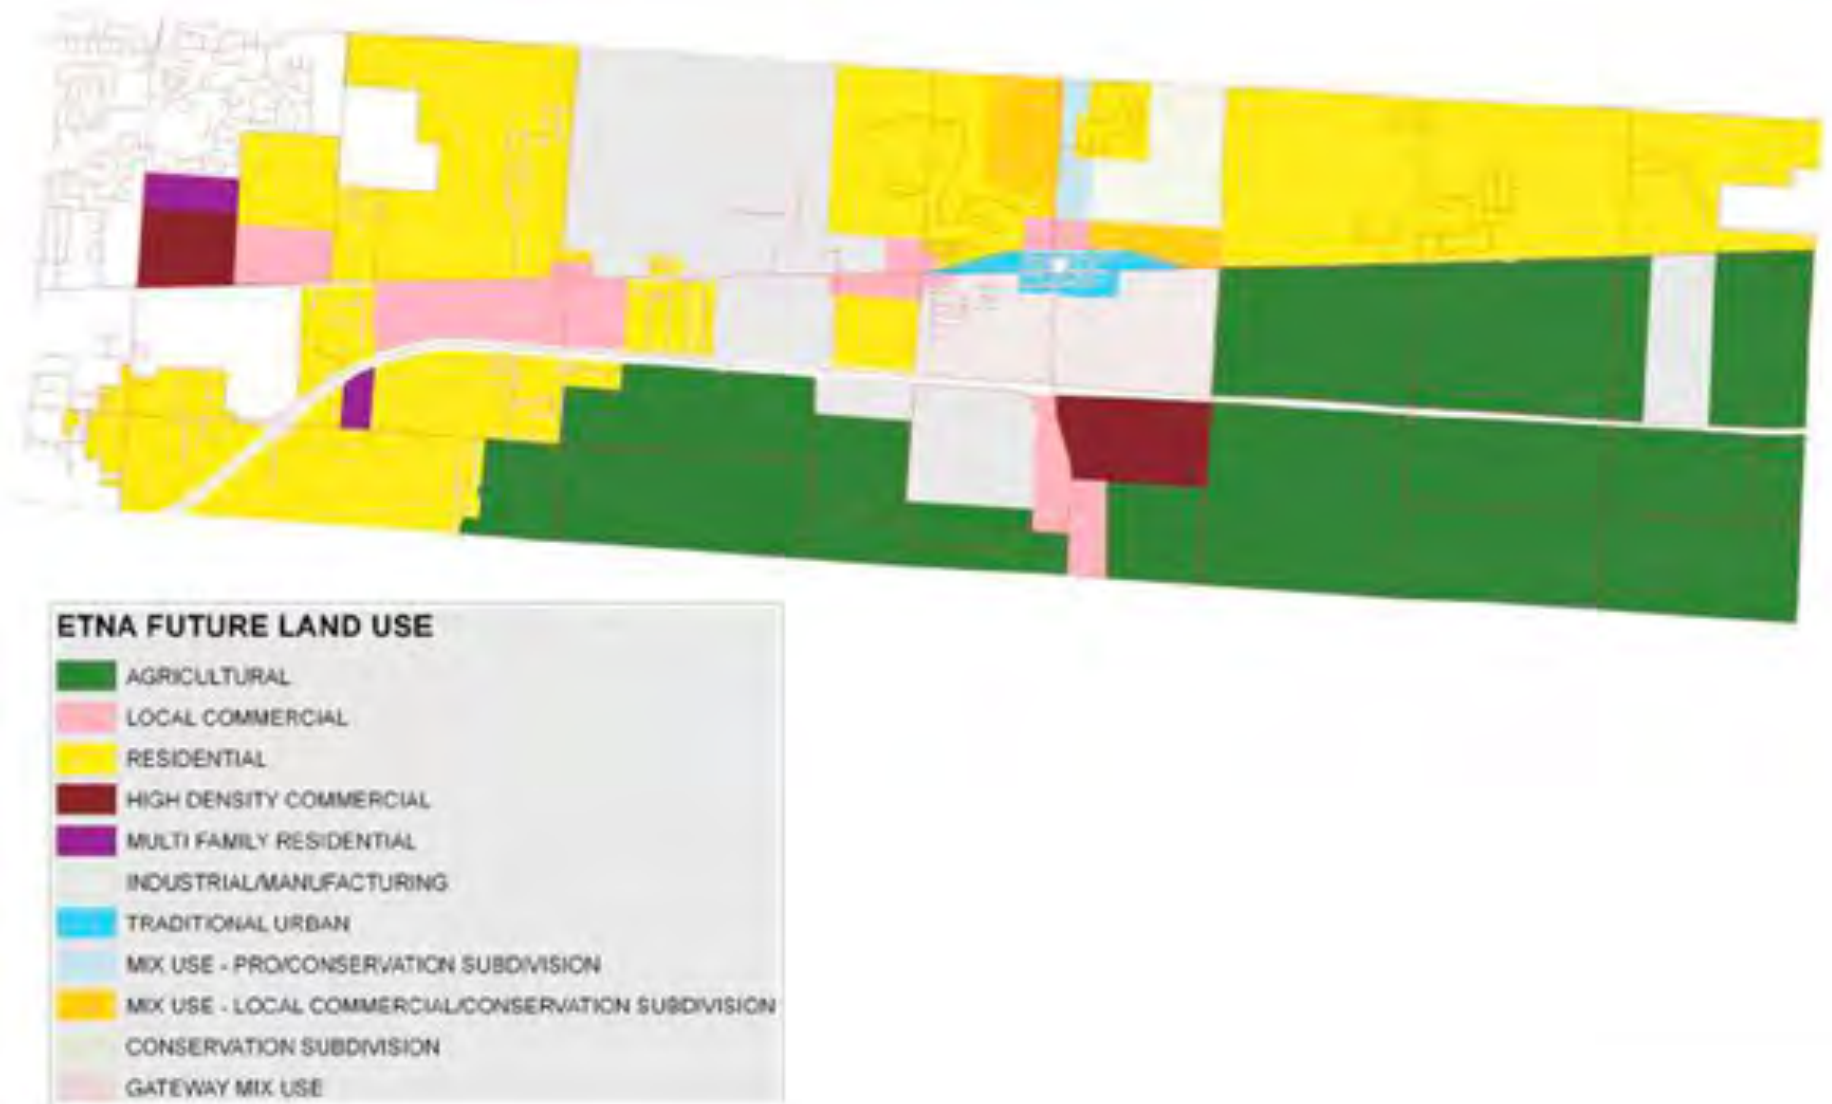 ETNA FUTURE LAND USE
AGRICULTURAL
LOCAL COMMERCIAL
RESIDENTIAL
HIGH DENSITY COMMERCIAL
MULTI FAMILY RESIDENTIAL
INDUSTRIAL/MANUFACTURING
TRADITIONAL URBAN
MIX USE - PRO/CONSERVATION SUBDIVISION
MIX USE - LOCAL COMMERCIAL/CONSERVATION SUBDIVISION
CONSERVATION SUBDIVISION
GATEWAY MIX USE